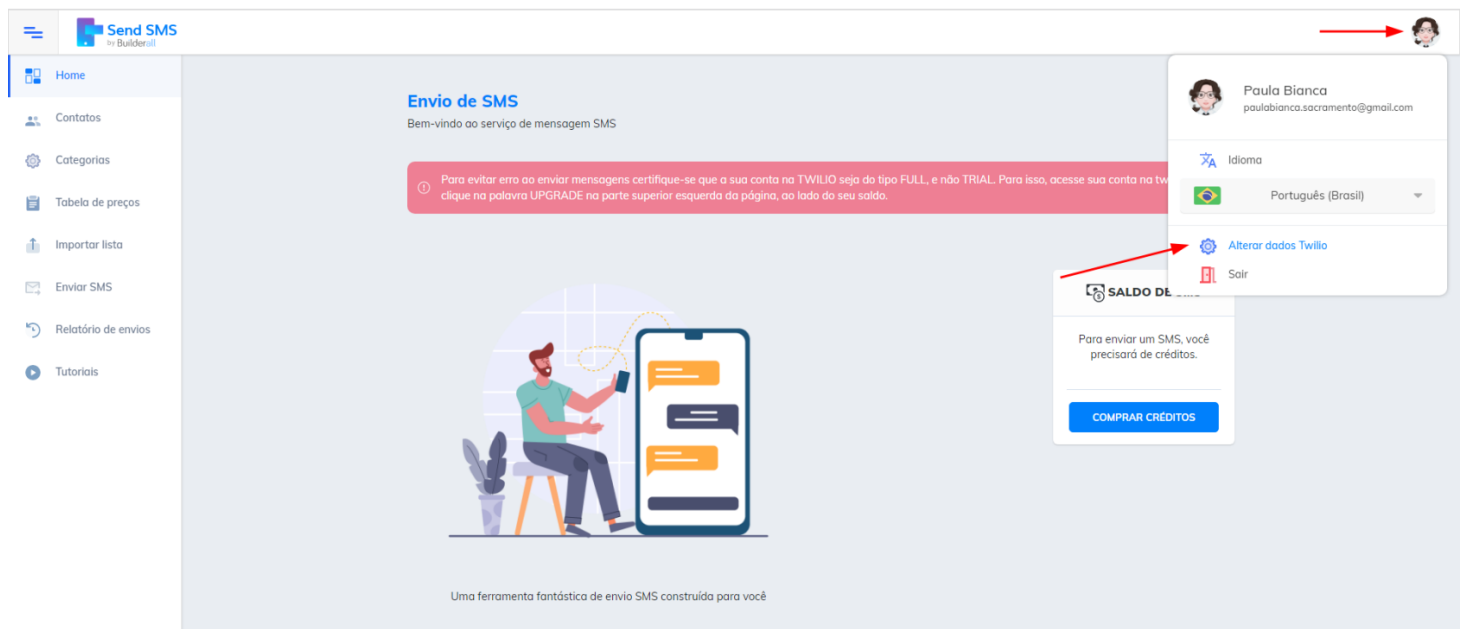 Send SMS
by Builderall
Home
Contatos
Categorias
Tabela de preços
Importar lista
Enviar SMS
Relatório de envios
Tutoriais
Envio de SMS
Bem-vindo ao serviço de mensagem SMS
Para evitar erro ao enviar mensagens certifique-se que a sua conta na TWILIO seja do tipo FULL, e não TRIAL. Para isso, acesse sua conta na tw
clique na palavra UPGRADE na parte superior esquerda da página, ao lado do seu saldo.
Paula Bianca
paulabianca.sacramento@gmail.com
Idioma
Português (Brasil)
Alterar dados Twilio
Sair
SALDO DE
Para enviar um SMS, você
precisará de créditos.
COMPRAR CRÉDITOS
Uma ferramenta fantástica de envio SMS construída para você